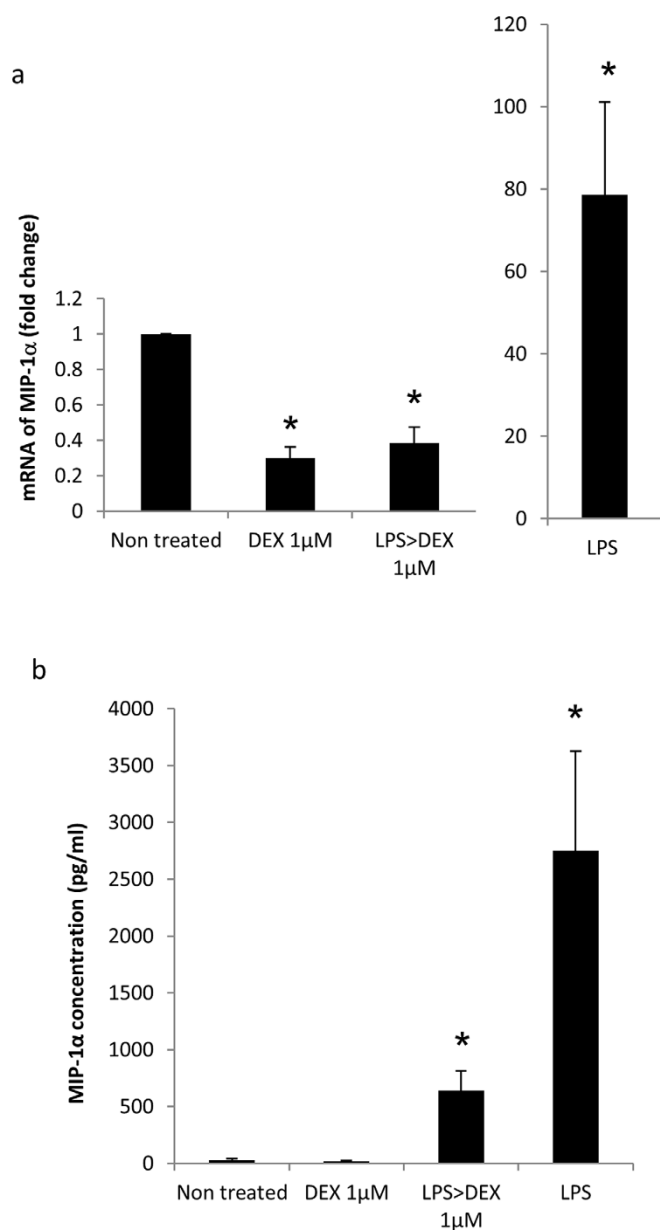 a
mRNA of MIP-1α (fold change)
1.2
1
0.8
0.6
0.4
0.2
0
*
*
Non treated
DEX 1µM
LPS>DEX
1µM
120
100
80
60
40
20
0
*
LPS
b
MIP-1α concentration (pg/ml)
4000
3500
3000
2500
2000
1500
1000
500
0
*
*
Non treated
DEX 1µM
LPS>DEX
1µM
LPS